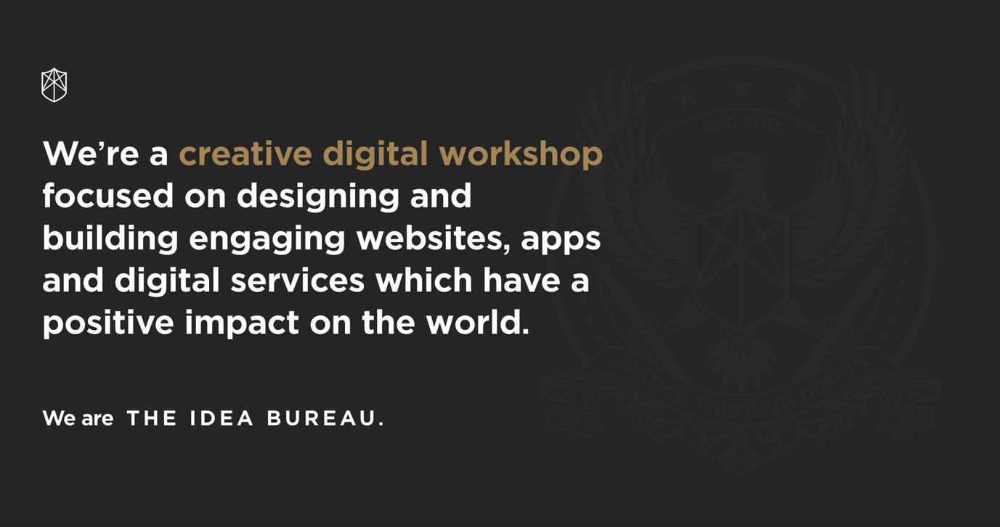 We’re a creative digital workshop
focused on designing and
building engaging websites, apps
and digital services which have a
positive impact on the world.
We are THE IDEA BUREAU.
EST. 2013
JUSTICE THROUGH DESIGN